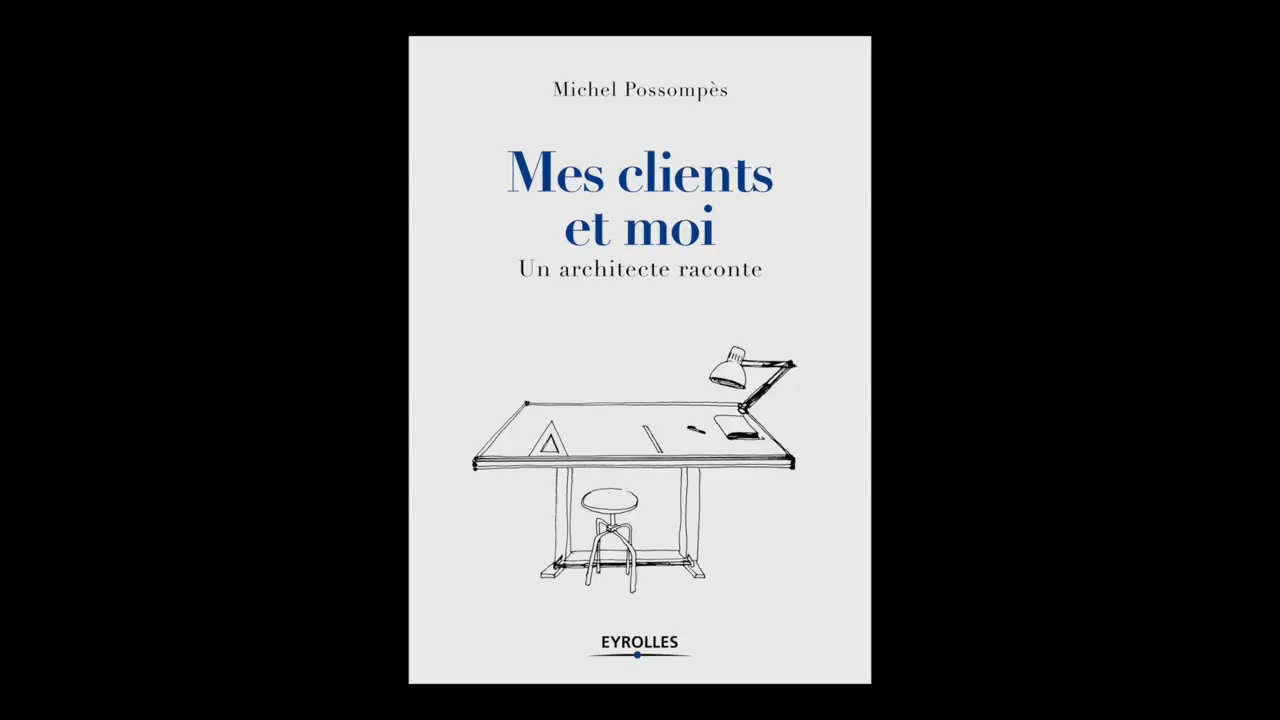 Michel Possompès
Mes clients
et moi
Un architecte raconte
EYROLLES